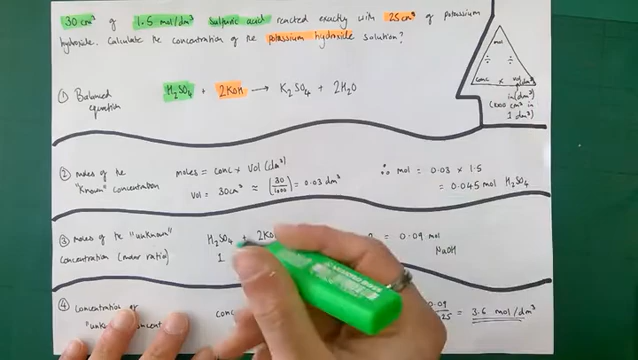 30 cm³ of 1.5 mol/dm³ sulfuric acid reacted exactly with 25 cm³ of potassium
hydroxide. Calculate the concentration of the potassium hydroxide solution?
mol
÷ ÷
conc x vol
in (dm³)
(1000 cm³ in
1 dm³)
① Balanced
equation
H₂SO₄ + 2KOH → K₂SO₄ + 2H₂O
② moles of the
"known" concentration
moles = conc x vol (dm³)
vol = 30cm³ ≈ (30/1000) = 0.03 dm³
∴ mol = 0.03 x 1.5
= 0.045 mol H₂SO₄
③ moles of the "unknown"
concentration (molar ratio)
H₂SO₄ + 2KO
1
= 0.09 mol
NaOH
④ Concentration of
conc
0.09
25 = 3.6 mol/dm³